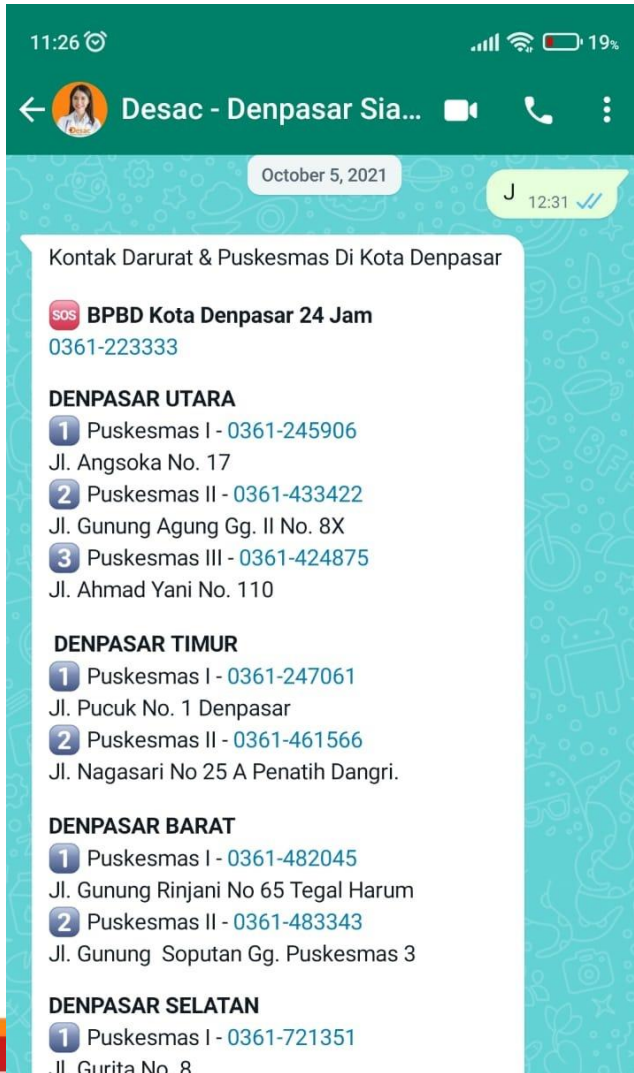 11:26
19%
Desac - Denpasar Sia...
October 5, 2021
J 12:31
Kontak Darurat & Puskesmas Di Kota Denpasar
SOS BPBD Kota Denpasar 24 Jam
0361-223333
DENPASAR UTARA
1 Puskesmas I - 0361-245906
Jl. Angsoka No. 17
2 Puskesmas II - 0361-433422
Jl. Gunung Agung Gg. II No. 8X
3 Puskesmas III - 0361-424875
Jl. Ahmad Yani No. 110
DENPASAR TIMUR
1 Puskesmas I - 0361-247061
Jl. Pucuk No. 1 Denpasar
2 Puskesmas II - 0361-461566
Jl. Nagasari No 25 A Penatih Dangri.
DENPASAR BARAT
1 Puskesmas I - 0361-482045
Jl. Gunung Rinjani No 65 Tegal Harum
2 Puskesmas II - 0361-483343
Jl. Gunung Soputan Gg. Puskesmas 3
DENPASAR SELATAN
1 Puskesmas I - 0361-721351
Jl. Gurita No. 8